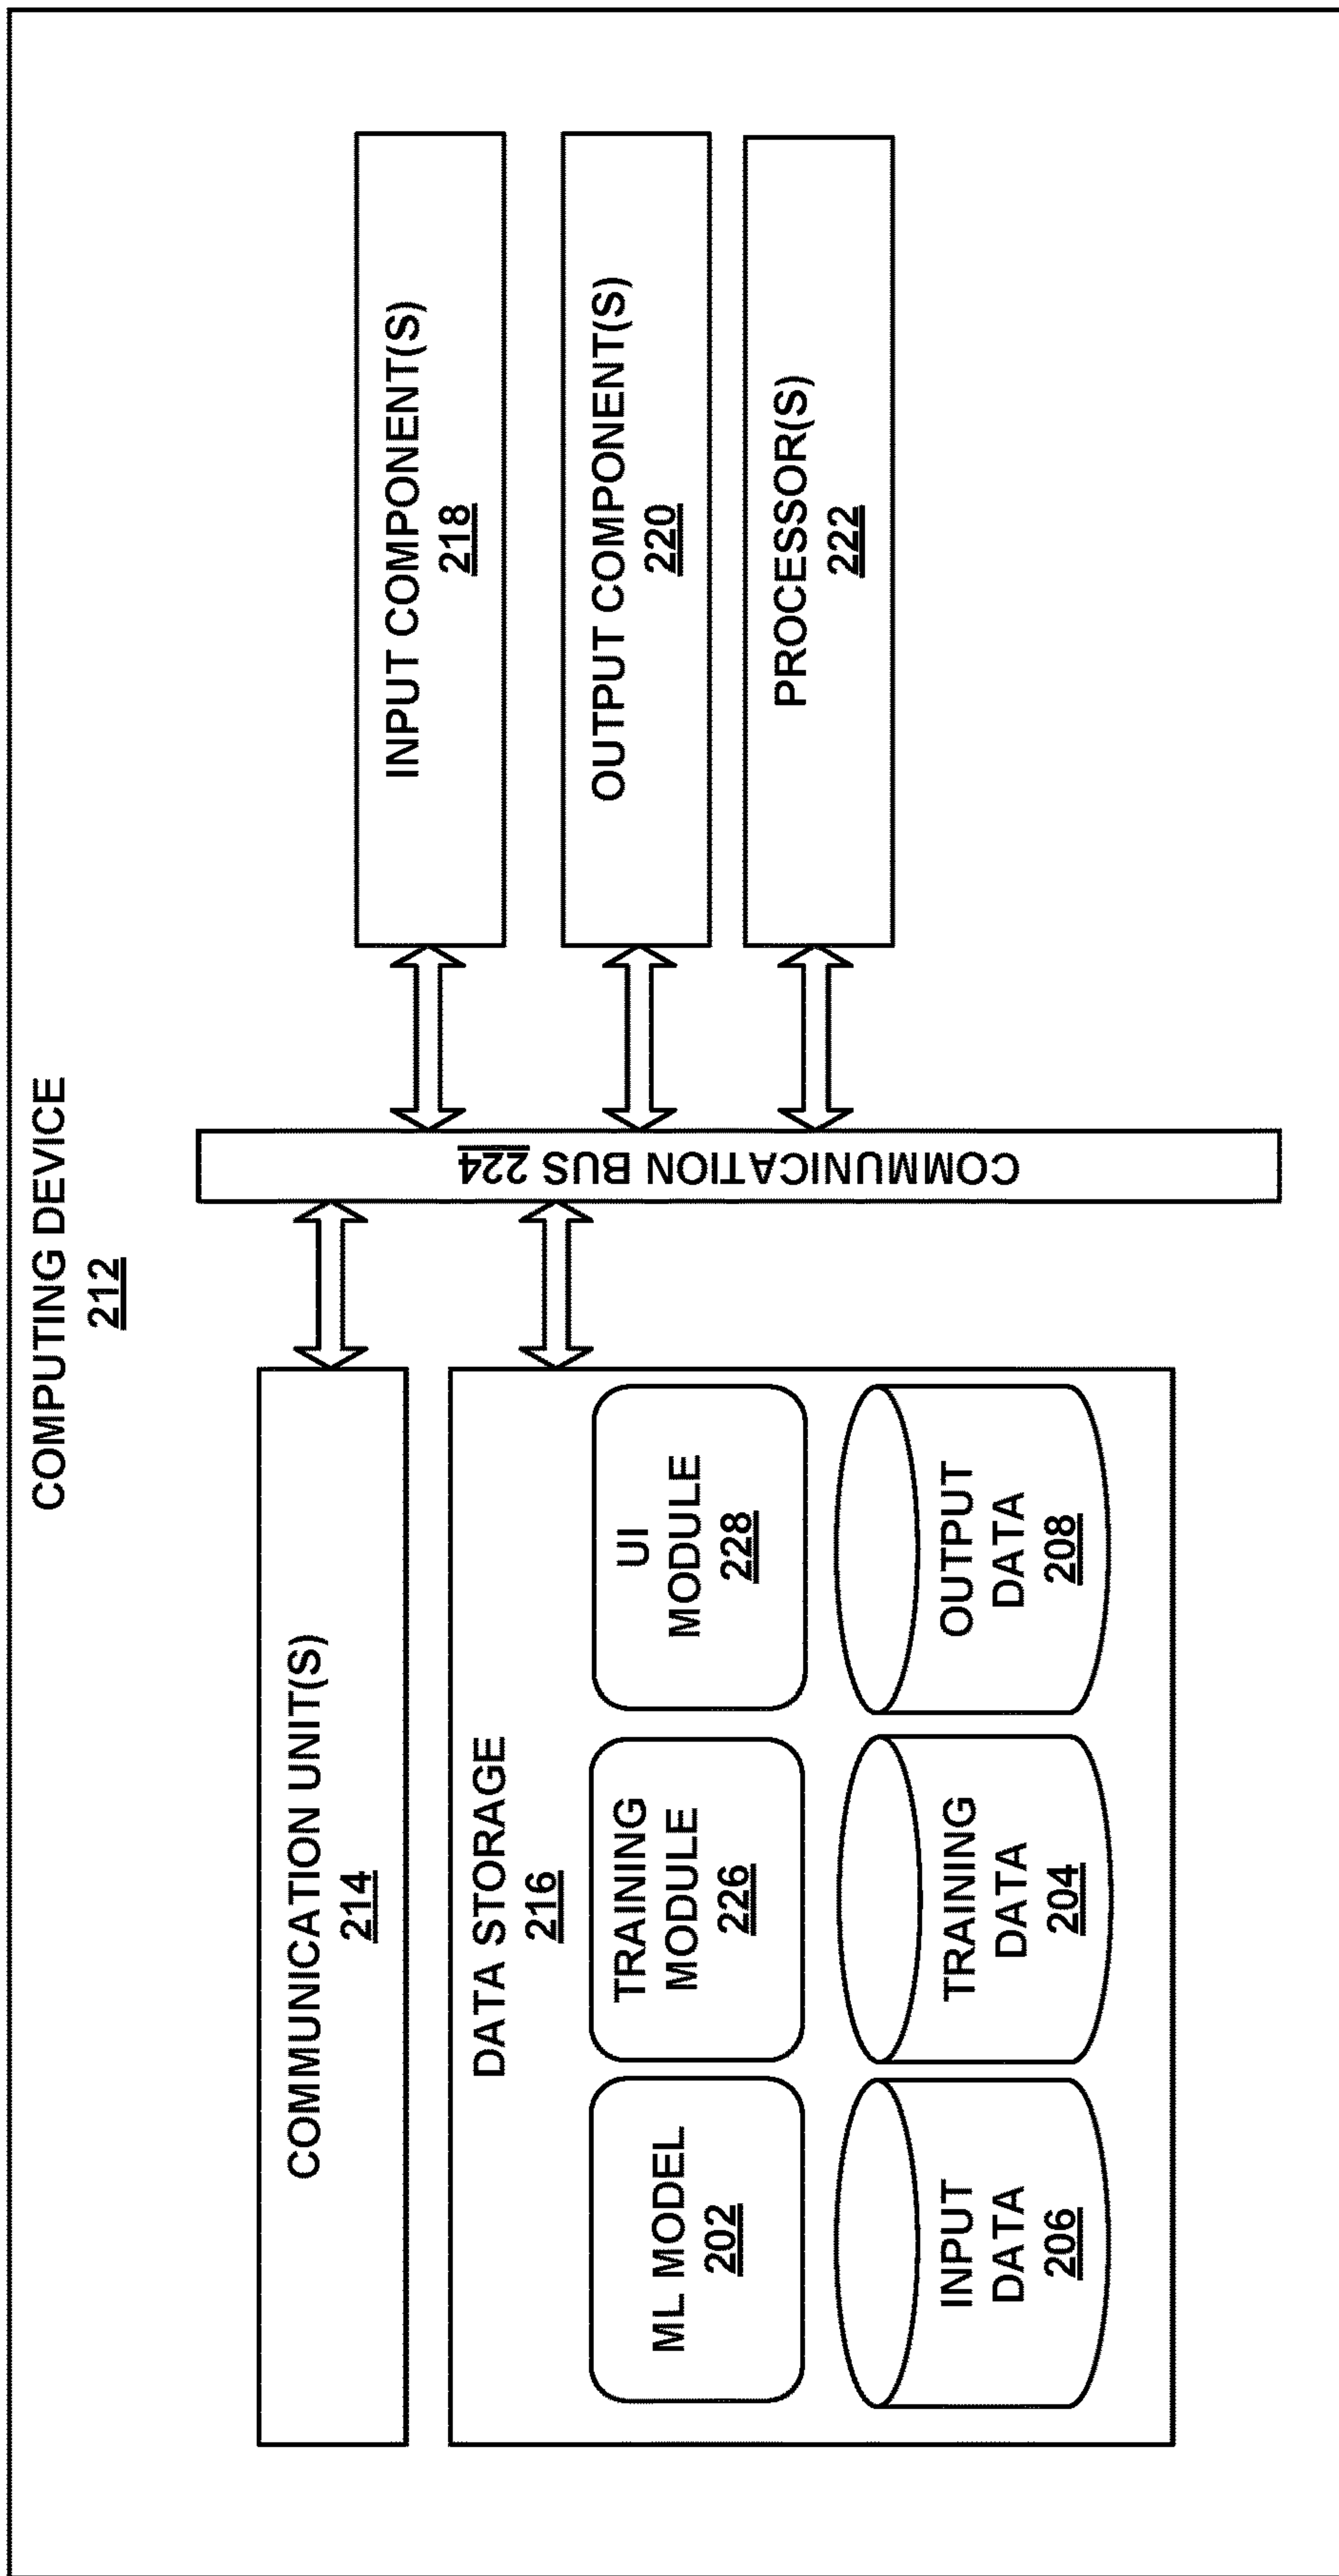 COMPUTING DEVICE
212
COMMUNICATION UNIT(S)
214
DATA STORAGE
216
ML MODEL
202
TRAINING
MODULE
226
UI
MODULE
228
INPUT
DATA
206
TRAINING
DATA
204
OUTPUT
DATA
208
COMMUNICATION BUS 224
INPUT COMPONENT(S)
218
OUTPUT COMPONENT(S)
220
PROCESSOR(S)
222